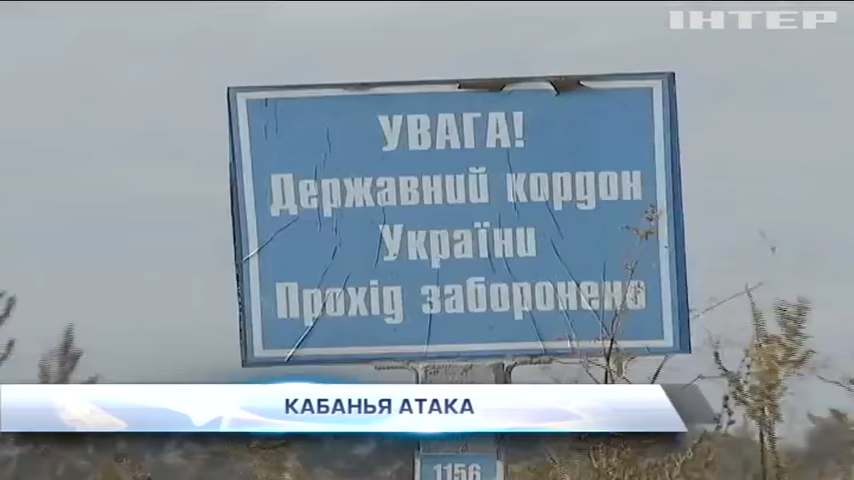 ІНТЕР
УВАГА!
Державний кордон
України
Прохід заборонено
КАБАНЬЯ АТАКА
1156